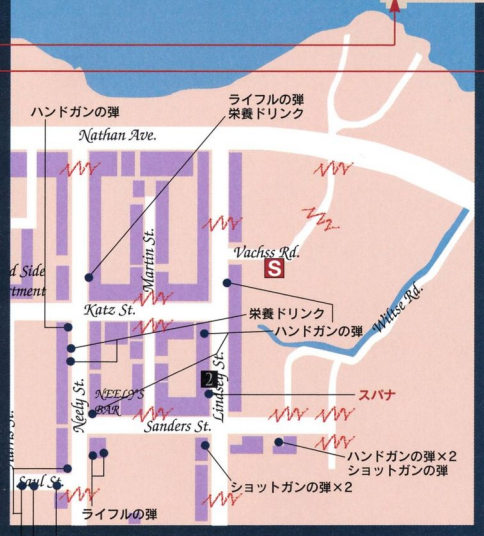 ハンドガンの弾
ライフルの弾
栄養ドリンク
Nathan Ave.
Vachss Rd.
S
Martin St.
d Side
tment
Katz St.
Wiltse Rd.
栄養ドリンク
ハンドガンの弾
2
Lindsey St.
Neely St.
NEELY'S
BAR
スパナ
Sanders St.
ハンドガンの弾×2
ショットガンの弾
Saul St.
ショットガンの弾×2
ライフルの弾